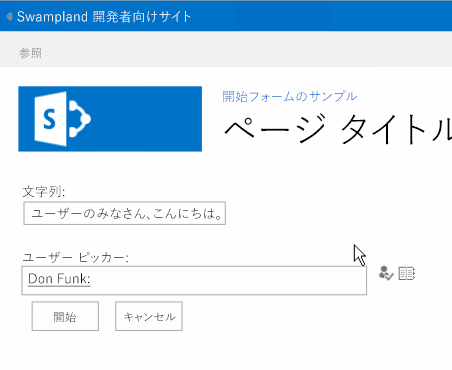 Swampland 開発者向けサイト
参照
S
開始フォームのサンプル
ページ タイトル
文字列:
ユーザーのみなさん、こんにちは。
ユーザー ピッカー:
Don Funk:
開始 キャンセル